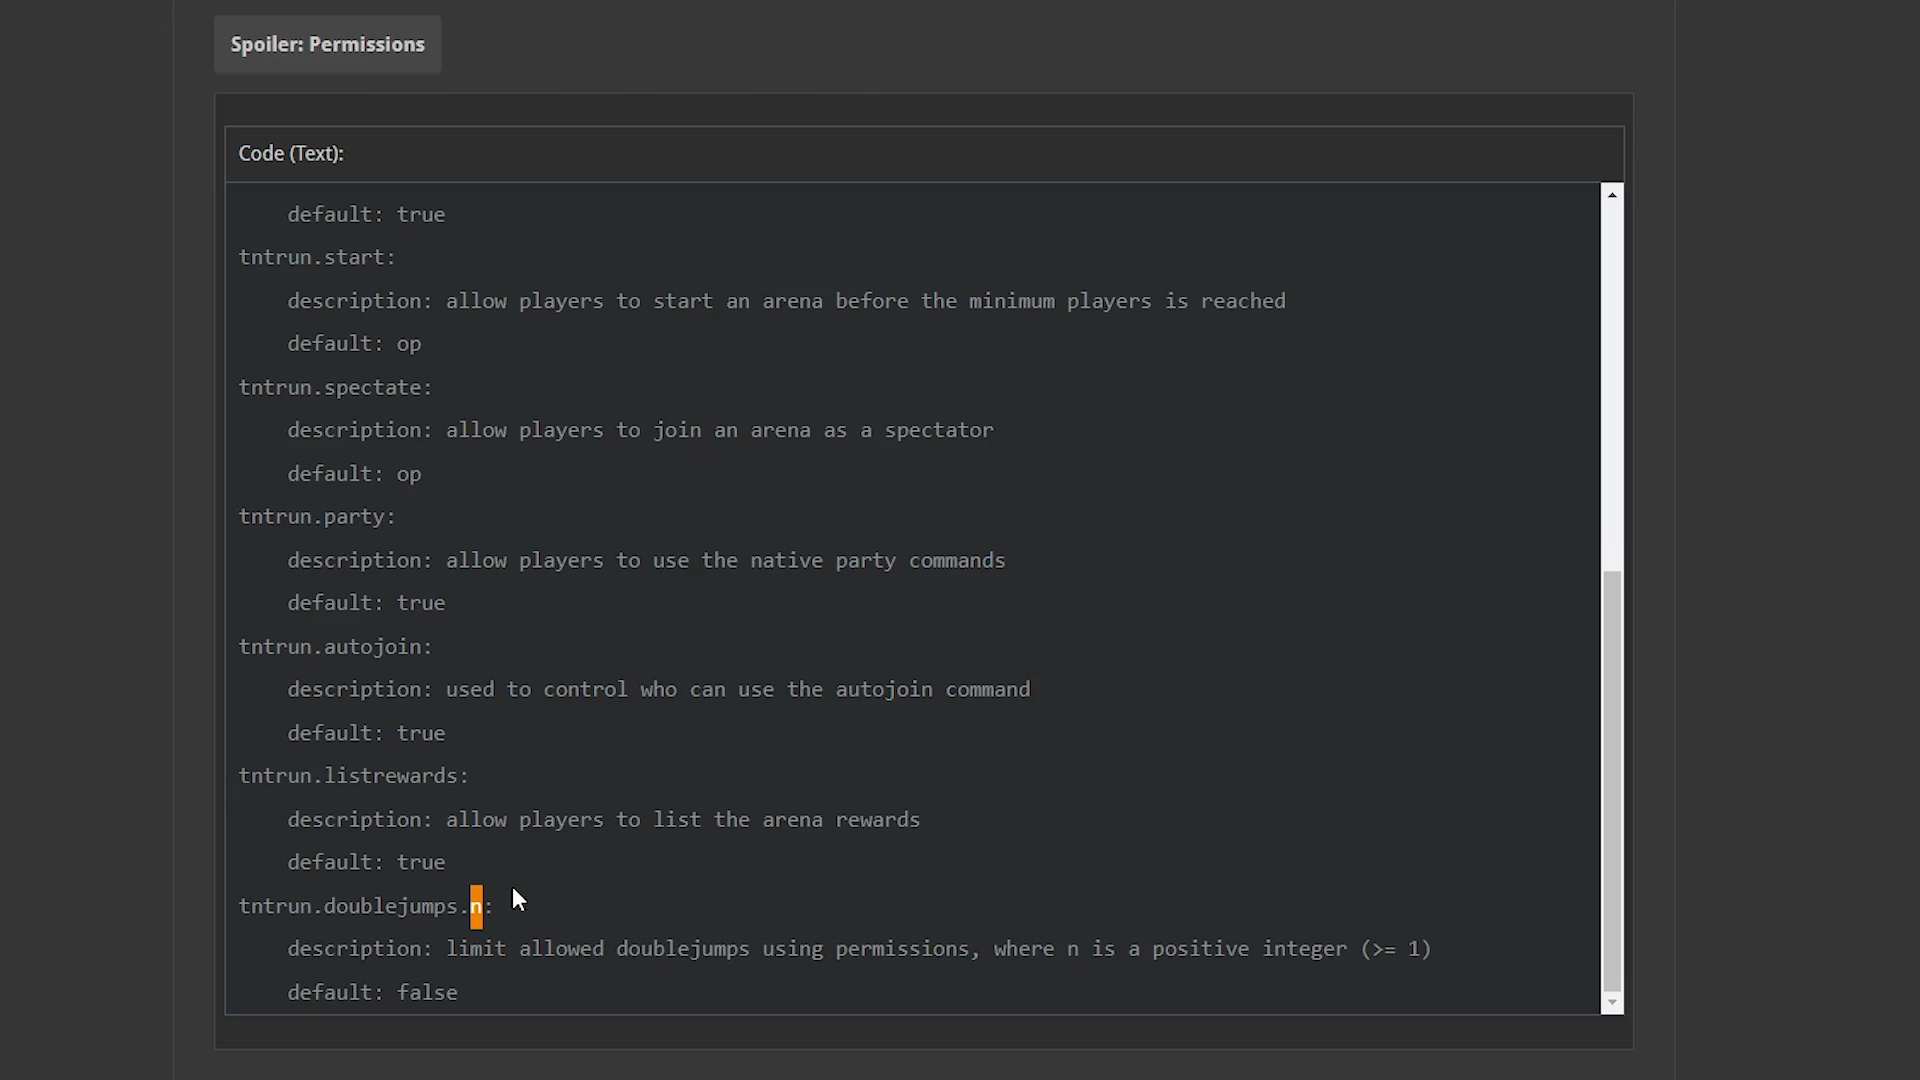 Spoiler: Permissions
Code (Text):
default: true
tntrun.start:
description: allow players to start an arena before the minimum players is reached
default: op
tntrun.spectate:
description: allow players to join an arena as a spectator
default: op
tntrun.party:
description: allow players to use the native party commands
default: true
tntrun.autojoin:
description: used to control who can use the autojoin command
default: true
tntrun.listrewards:
description: allow players to list the arena rewards
default: true
tntrun.doublejumps.n:
description: limit allowed doublejumps using permissions, where n is a positive integer (>= 1)
default: false